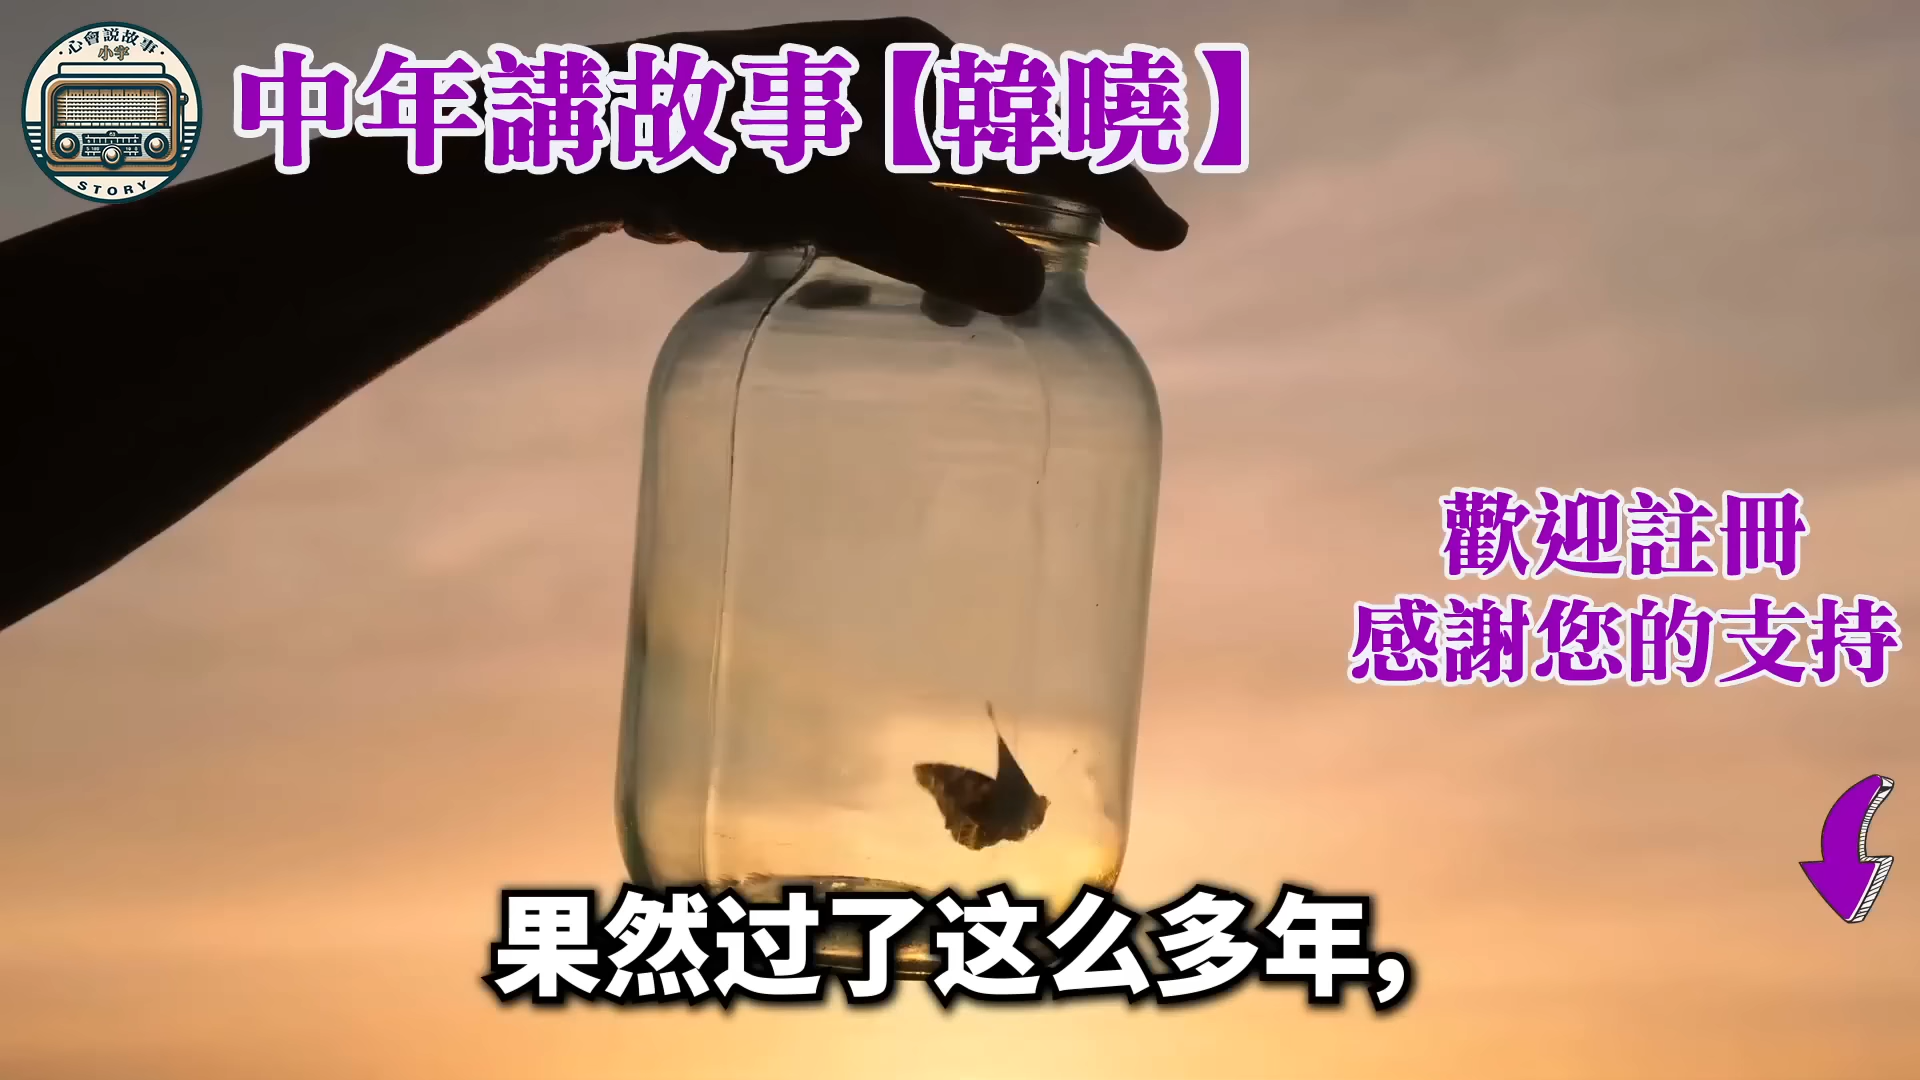 ·心會説故事·
小宇
STORY
中年講故事【韓曉】
歡迎註冊
感謝您的支持
果然过了这么多年,